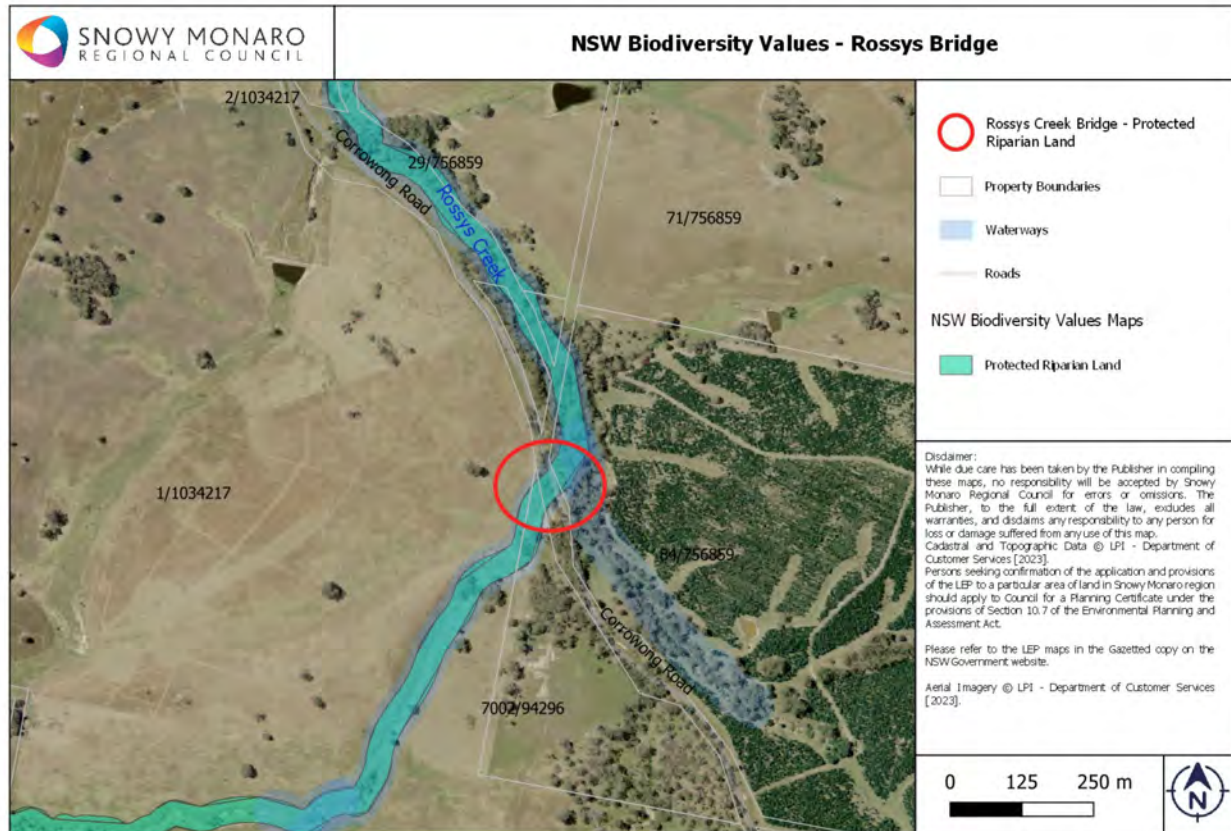 SNOWY MONARO
REGIONAL COUNCIL
NSW Biodiversity Values - Rossys Bridge
2/1034217
Corrowong Road
29/756859
Rossys Creek
71/756859
1/1034217
84/756859
Corrowong Road
7002/94296
Rossys Creek Bridge - Protected
Riparian Land
Property Boundaries
Waterways
Roads
NSW Biodiversity Values Maps
Protected Riparian Land
Disclaimer:
While due care has been taken by the Publisher in compiling
these maps, no responsibility will be accepted by Snowy
Monaro Regional Council for errors or omissions. The
Publisher, to the full extent of the law, excludes all
warranties, and disclaims any responsibility to any person for
loss or damage suffered from any use of this map.
Cadastral and Topographic Data © LPI - Department of
Customer Services [2023].
Persons seeking confirmation of the application and provisions
of the LEP to a particular area of land in Snowy Monaro region
should apply to Council for a Planning Certificate under the
provisions of Section 10.7 of the Environmental Planning and
Assessment Act.
Please refer to the LEP maps in the Gazetted copy on the
NSW Government website.
Aerial Imagery © LPI - Department of Customer Services
[2023].
0 125 250 m
N